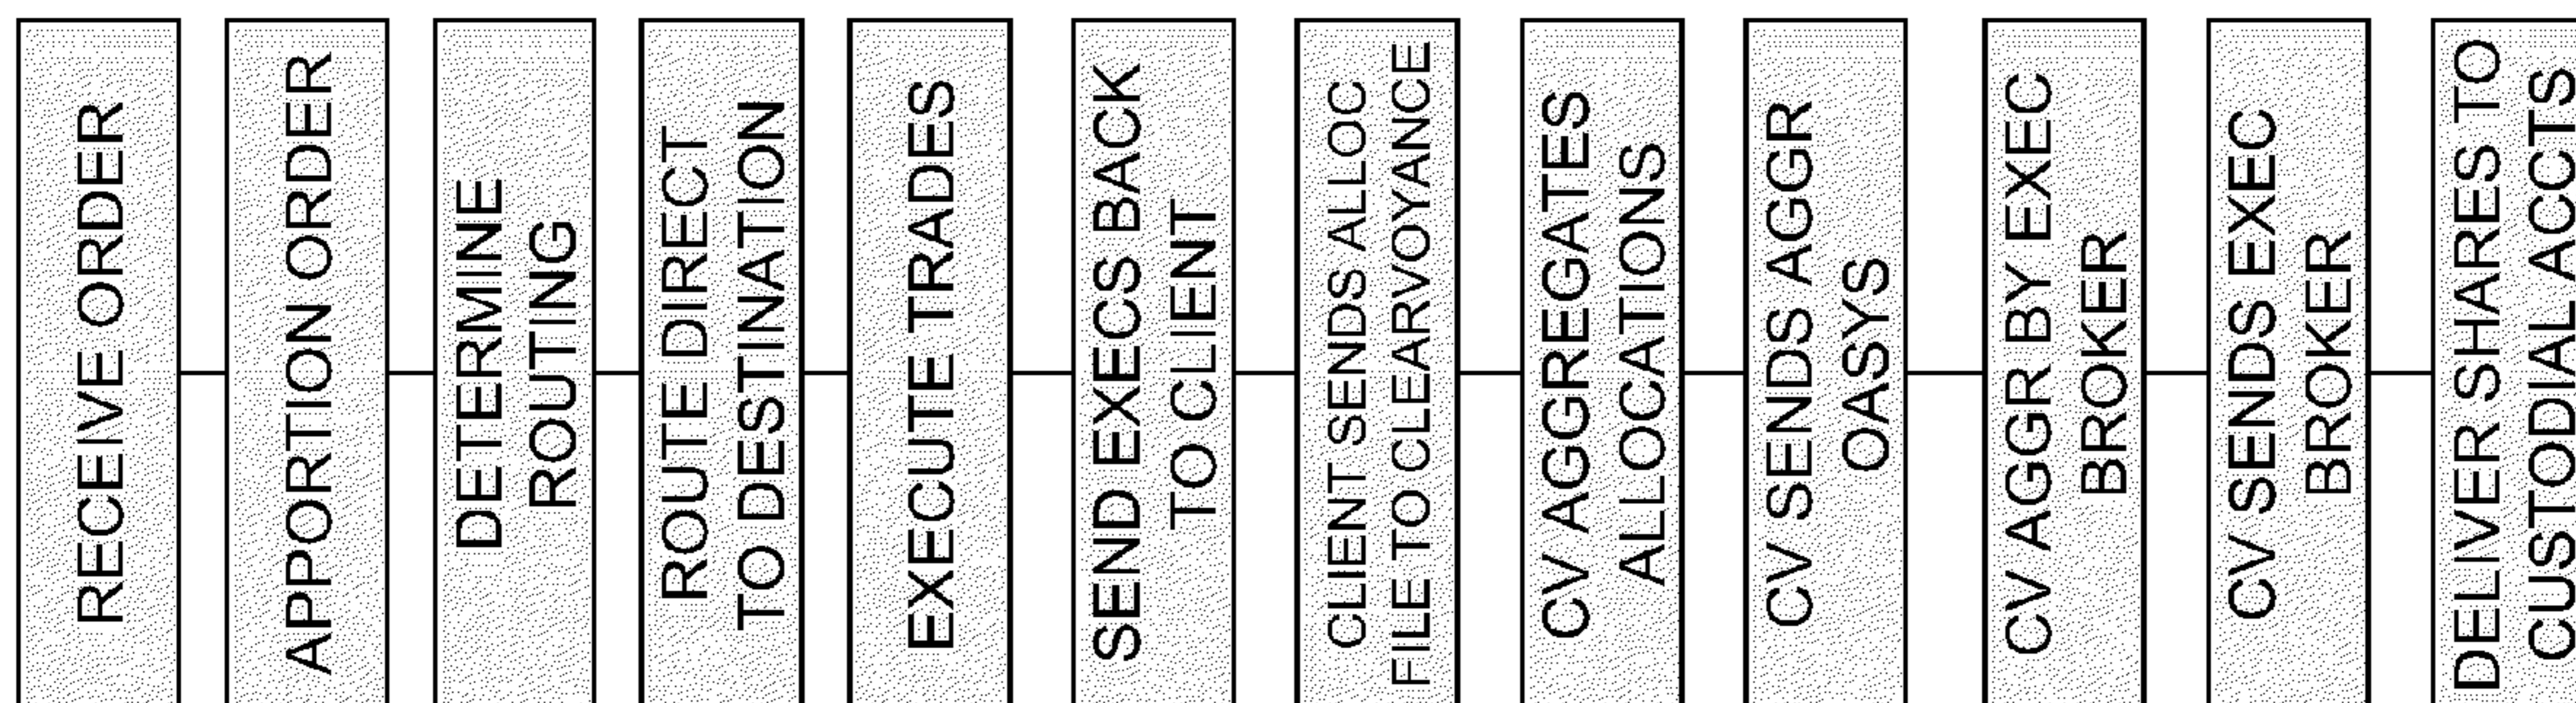 RECEIVE ORDER
APPORTION ORDER
DETERMINE
ROUTING
ROUTE DIRECT
TO DESTINATION
EXECUTE TRADES
SEND EXECS BACK
TO CLIENT
CLIENT SENDS ALLOC
FILE TO CLEARVOYANCE
CV AGGREGATES
ALLOCATIONS
CV SENDS AGGR
OASYS
CV AGGR BY EXEC
BROKER
CV SENDS EXEC
BROKER
DELIVER SHARES TO
CUSTODIAL ACCTS